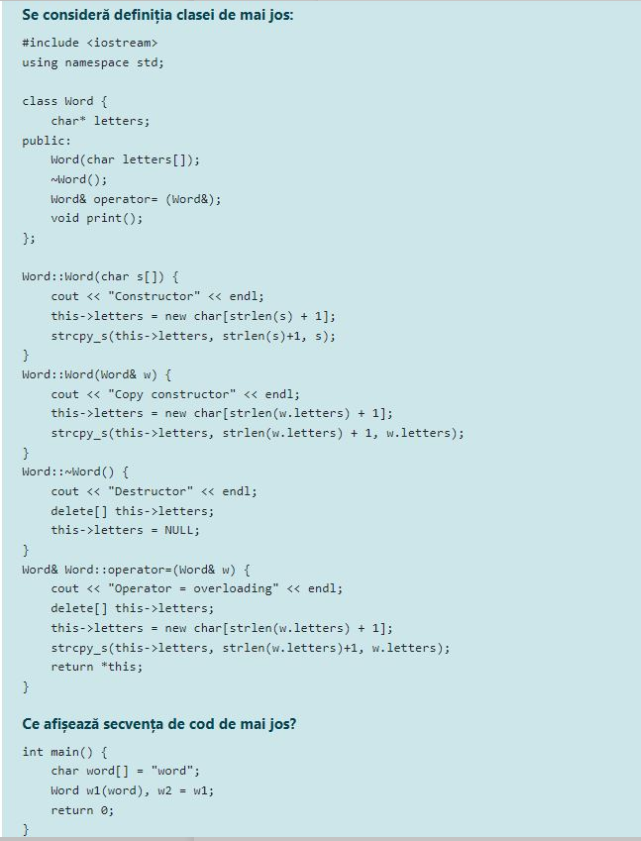 Se consideră definiția clasei de mai jos:
#include <iostream>
using namespace std;

class Word {
    char* letters;
public:
    Word(char letters[]);
    ~Word();
    Word& operator= (Word&);
    void print();
};

Word::Word(char s[]) {
    cout << "Constructor" << endl;
    this->letters = new char[strlen(s) + 1];
    strcpy_s(this->letters, strlen(s)+1, s);
}
Word::Word(Word& w) {
    cout << "Copy constructor" << endl;
    this->letters = new char[strlen(w.letters) + 1];
    strcpy_s(this->letters, strlen(w.letters) + 1, w.letters);
}
Word::~Word() {
    cout << "Destructor" << endl;
    delete[] this->letters;
    this->letters = NULL;
}
Word& Word::operator=(Word& w) {
    cout << "Operator = overloading" << endl;
    delete[] this->letters;
    this->letters = new char[strlen(w.letters) + 1];
    strcpy_s(this->letters, strlen(w.letters)+1, w.letters);
    return *this;
}

Ce afișează secvența de cod de mai jos?
int main() {
    char word[] = "word";
    Word w1(word), w2 = w1;
    return 0;
}